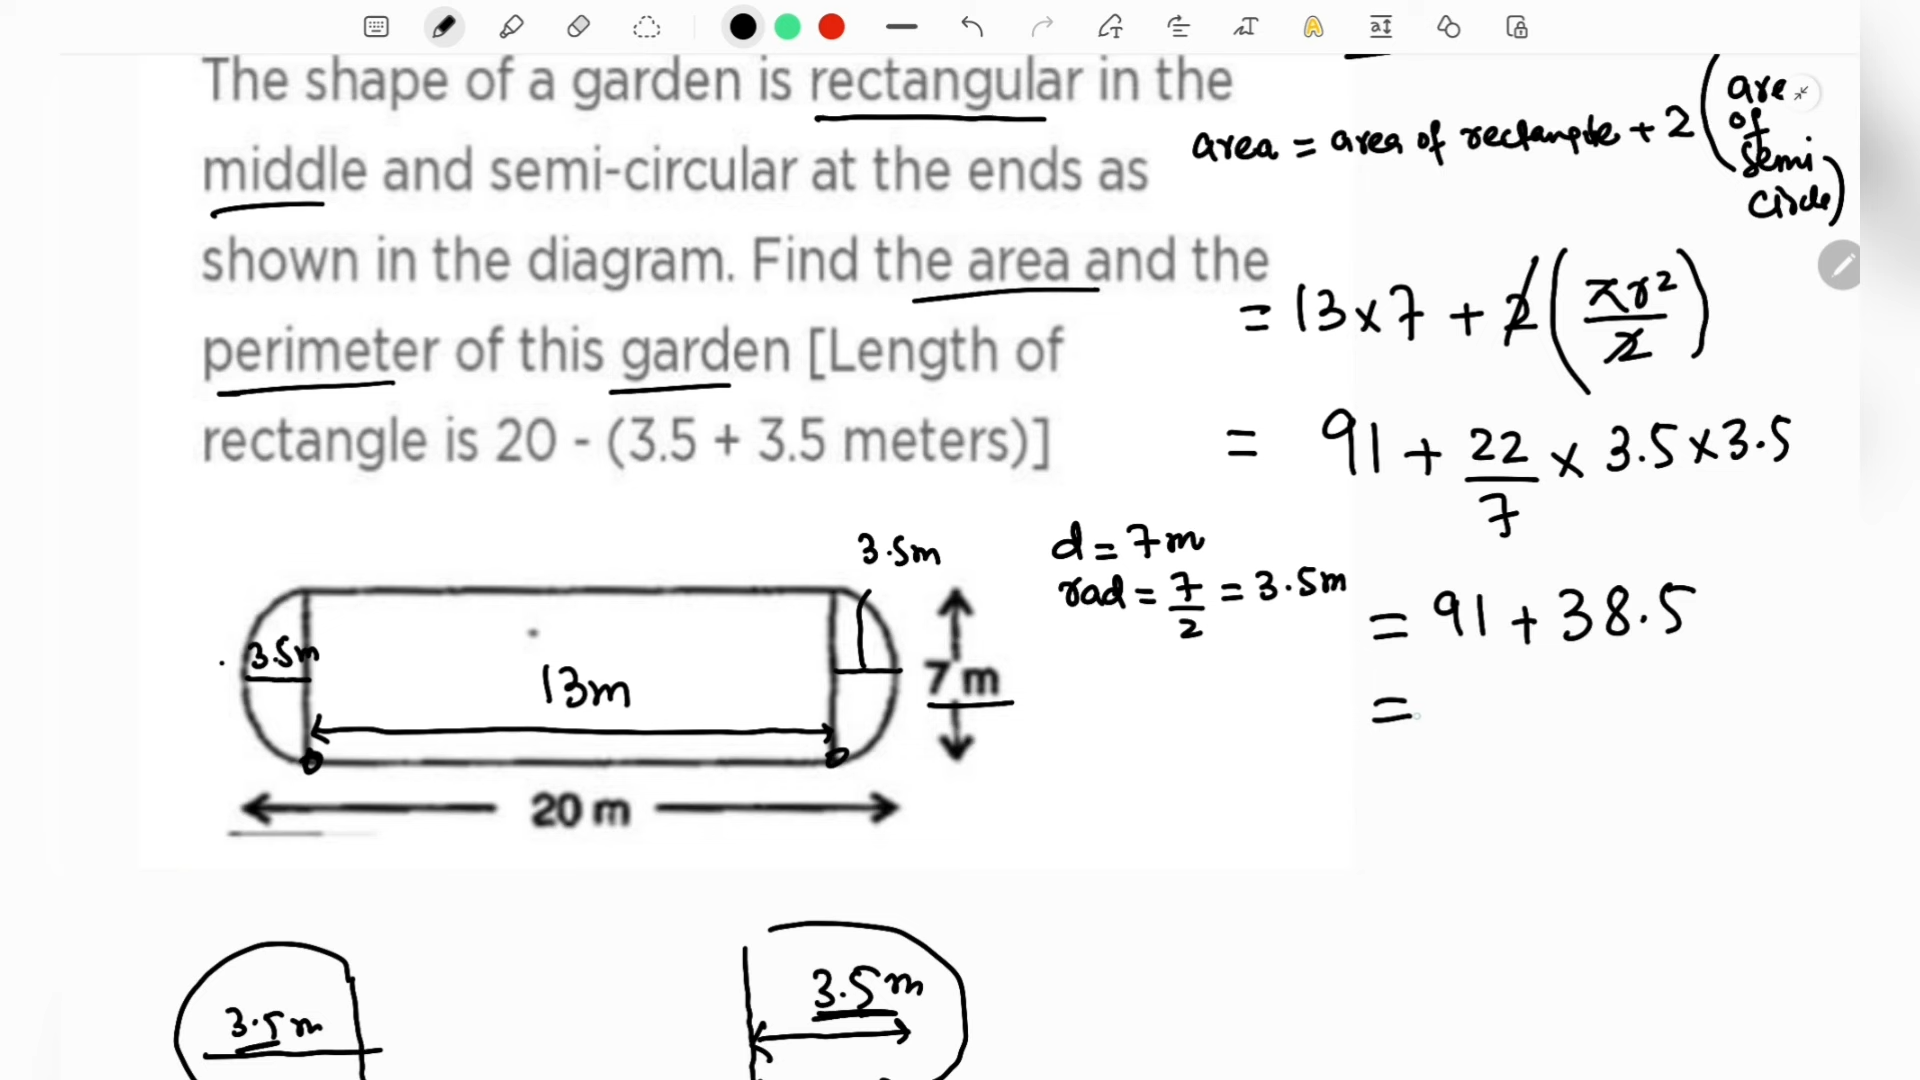 The shape of a garden is rectangular in the
middle and semi-circular at the ends as
shown in the diagram. Find the area and the
perimeter of this garden [Length of
rectangle is 20 - (3.5 + 3.5 meters)]
area = area of rectangle + 2 (are
of
semi
circle)
= 13 x 7 + 2 (πr²/2)
= 91 + 22/7 x 3.5 x 3.5
d = 7m
rad = 7/2 = 3.5m
= 91 + 38.5
=
3.5m
3.5m
13m
7 m
20 m
3.5 m
3.5 m